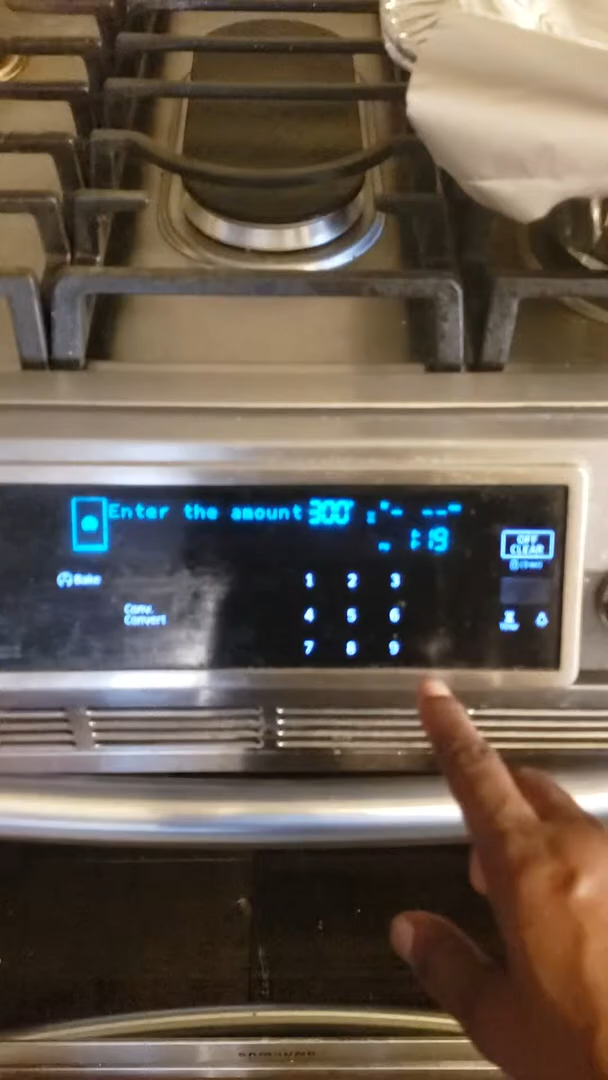 Enter the amount 300°
Bake
OFF
CLEAR
1 2 3
Conv.
Convert
4 5 6
7 8 9
SAMSUNG